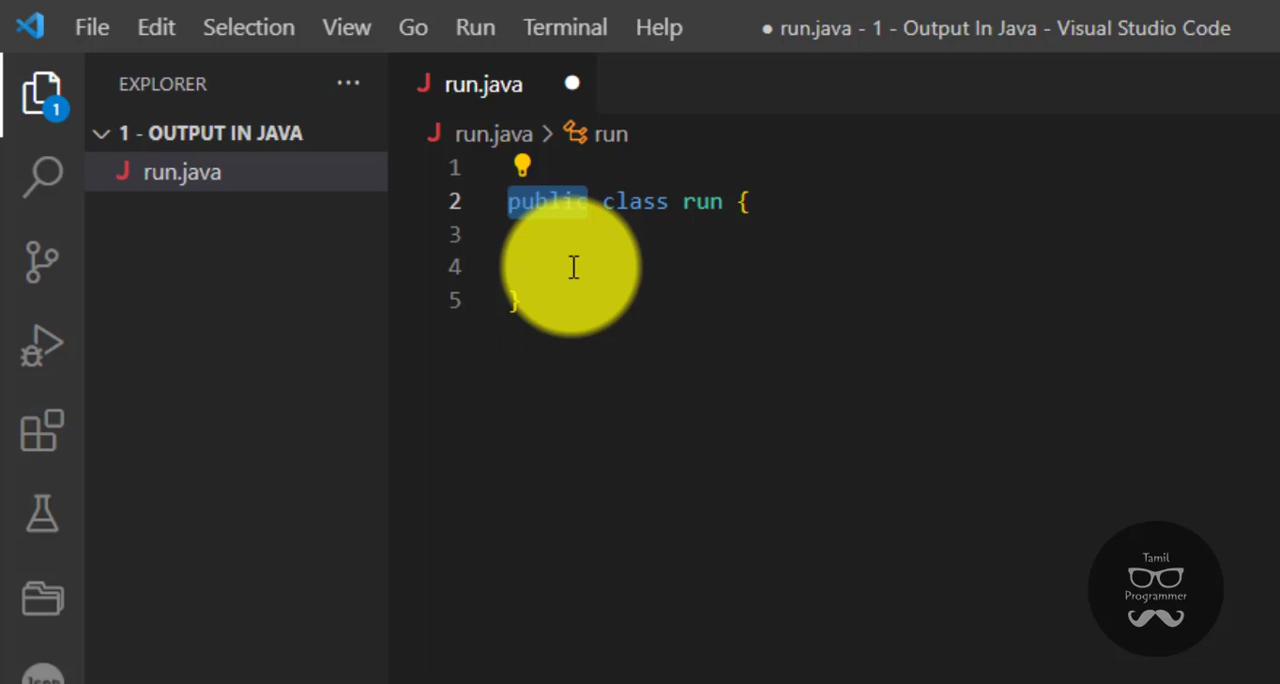 File Edit Selection View Go Run Terminal Help ● run.java - 1 - Output In Java - Visual Studio Code
EXPLORER ···
1
1 - OUTPUT IN JAVA
J run.java
J run.java
J run.java > run
1
2 public class run {
3
4
5 }
Tamil
Programmer